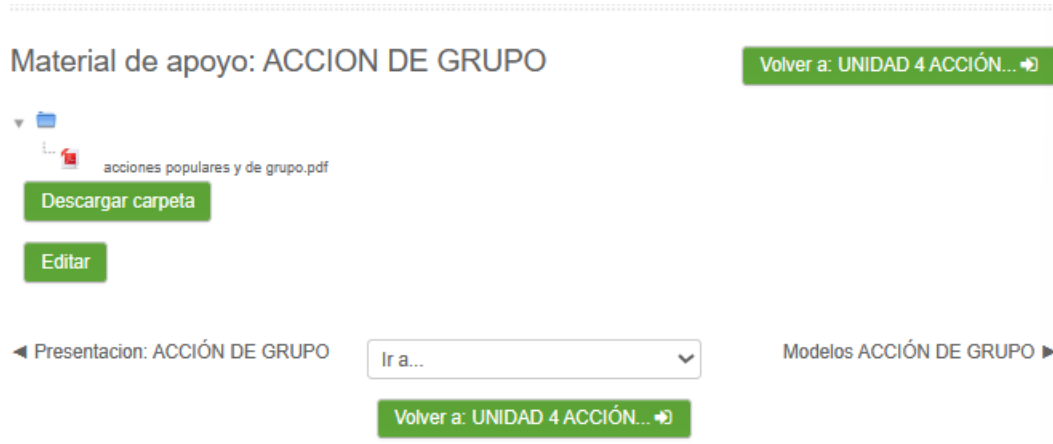 Material de apoyo: ACCION DE GRUPO
Volver a: UNIDAD 4 ACCIÓN...
acciones populares y de grupo.pdf
Descargar carpeta
Editar
◄ Presentacion: ACCIÓN DE GRUPO
Ir a...
Modelos ACCIÓN DE GRUPO ►
Volver a: UNIDAD 4 ACCIÓN...